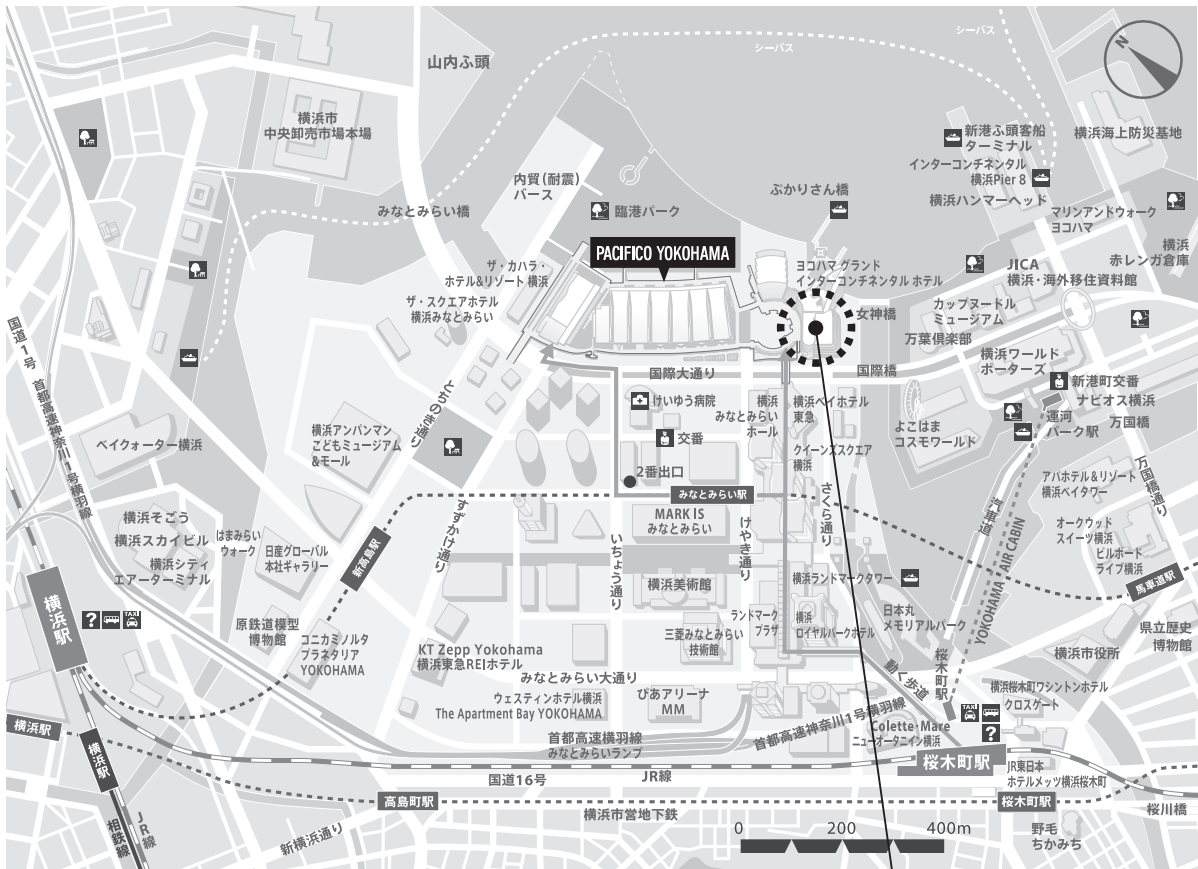 シーバス
シーバス
N
山内ふ頭
横浜市
中央卸売市場本場
新港ふ頭客船
ターミナル
横浜海上防災基地
インターコンチネンタル
横浜Pier 8
内貿(耐震)
バース
ぷかりさん橋
横浜ハンマーヘッド
みなとみらい橋
臨港パーク
マリンアンドウォーク
ヨコハマ
横浜
赤レンガ倉庫
PACIFICO YOKOHAMA
ザ・カハラ・
ホテル&リゾート 横浜
ヨコハマ グランド
インターコンチネンタル ホテル
JICA
横浜・海外移住資料館
ザ・スクエアホテル
横浜みなとみらい
女神橋
カップヌードル
ミュージアム
万葉倶楽部
国道1号
首都高速神奈川1号横羽線
国際大通り
国際橋
横浜ワールド
ポーターズ
新港町交番
ナビオス横浜
とちのき通り
けいゆう病院
横浜
みなとみらい
ホール
横浜ベイホテル
東急
運河
パーク駅
万国橋
横浜アンパンマン
こどもミュージアム
&モール
交番
よこはま
コスモワールド
ベイクォーター横浜
クイーンズスクエア
横浜
万国橋通り
2番出口
アパホテル&リゾート
横浜ベイタワー
みなとみらい駅
さくら通り
汽車道
すずかけ通り
MARK IS
みなとみらい
けやき通り
横浜そごう
横浜スカイビル
はまみらい
ウォーク
オークウッド
スイーツ横浜
ビルボード
ライブ横浜
横浜シティ
エアーターミナル
日産グローバル
本社ギャラリー
新高島駅
いちょう通り
YOKOHAMA AIR CABIN
横浜美術館
横浜ランドマークタワー
馬車道駅
横浜駅
?
TAXI
日本丸
メモリアルパーク
ランドマーク
プラザ
横浜
ロイヤルパークホテル
原鉄道模型
博物館
コニカミノルタ
プラネタリア
YOKOHAMA
三菱みなとみらい
技術館
県立歴史
博物館
横浜市役所
KT Zepp Yokohama
横浜東急REIホテル
みなとみらい大通り
動く歩道
桜木町駅
ウェスティンホテル横浜
The Apartment Bay YOKOHAMA
ぴあアリーナ
MM
横浜桜木町ワシントンホテル
クロスゲート
TAXI
?
横浜駅
横浜駅
首都高速横羽線
みなとみらいランプ
首都高速神奈川1号横羽線
Colette・Mare
ニューオータニイン横浜
桜木町駅
JR東日本
ホテルメッツ横浜桜木町
国道16号
JR線
高島町駅
桜木町駅
桜川橋
横浜市営地下鉄
相鉄線
JR線
新横浜通り
野毛
ちかみち
0
200
400m